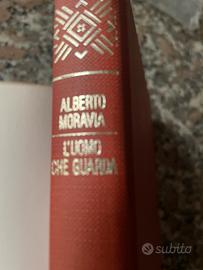 ALBERTO
MORAVIA
L'UOMO
CHE GUARDA
subito